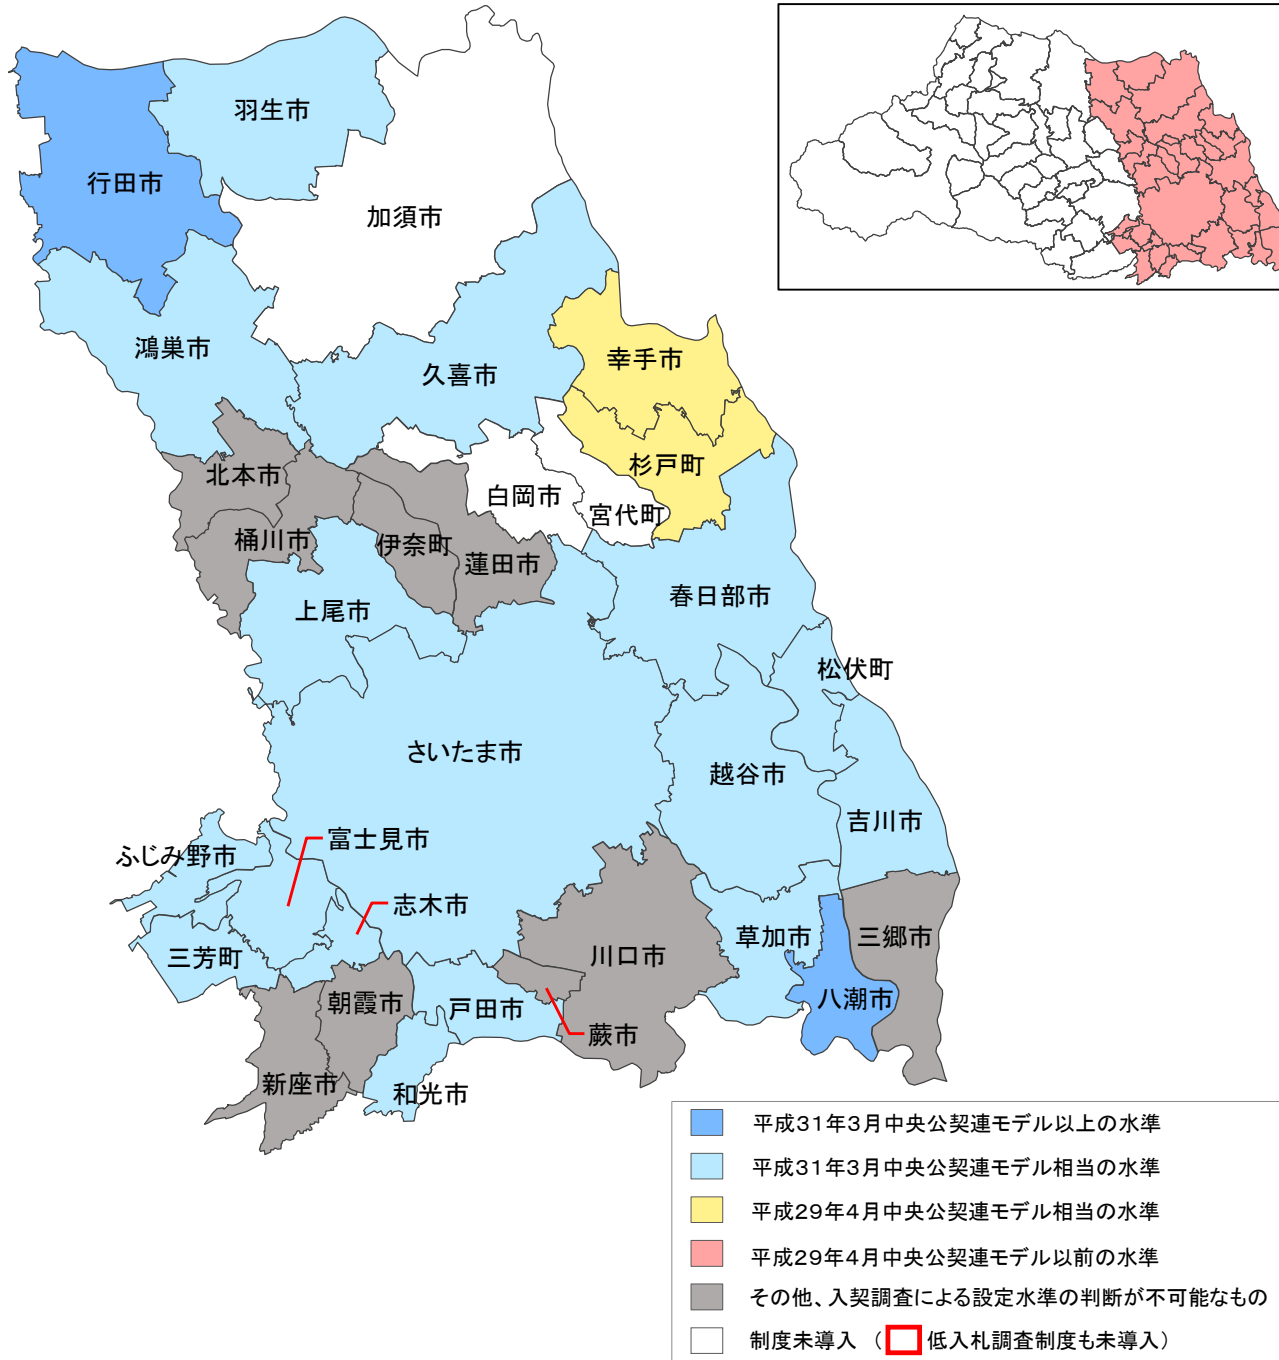 羽生市
行田市
加須市
鴻巣市
久喜市
幸手市
杉戸町
北本市
白岡市
宮代町
桶川市
伊奈町
蓮田市
上尾市
春日部市
松伏町
さいたま市
越谷市
吉川市
富士見市
ふじみ野市
志木市
草加市
三郷市
川口市
三芳町
朝霞市
戸田市
八潮市
蕨市
新座市
和光市
平成31年3月中央公契連モデル以上の水準
平成31年3月中央公契連モデル相当の水準
平成29年4月中央公契連モデル相当の水準
平成29年4月中央公契連モデル以前の水準
その他、入契調査による設定水準の判断が不可能なもの
制度未導入 （ 低入札調査制度も未導入）